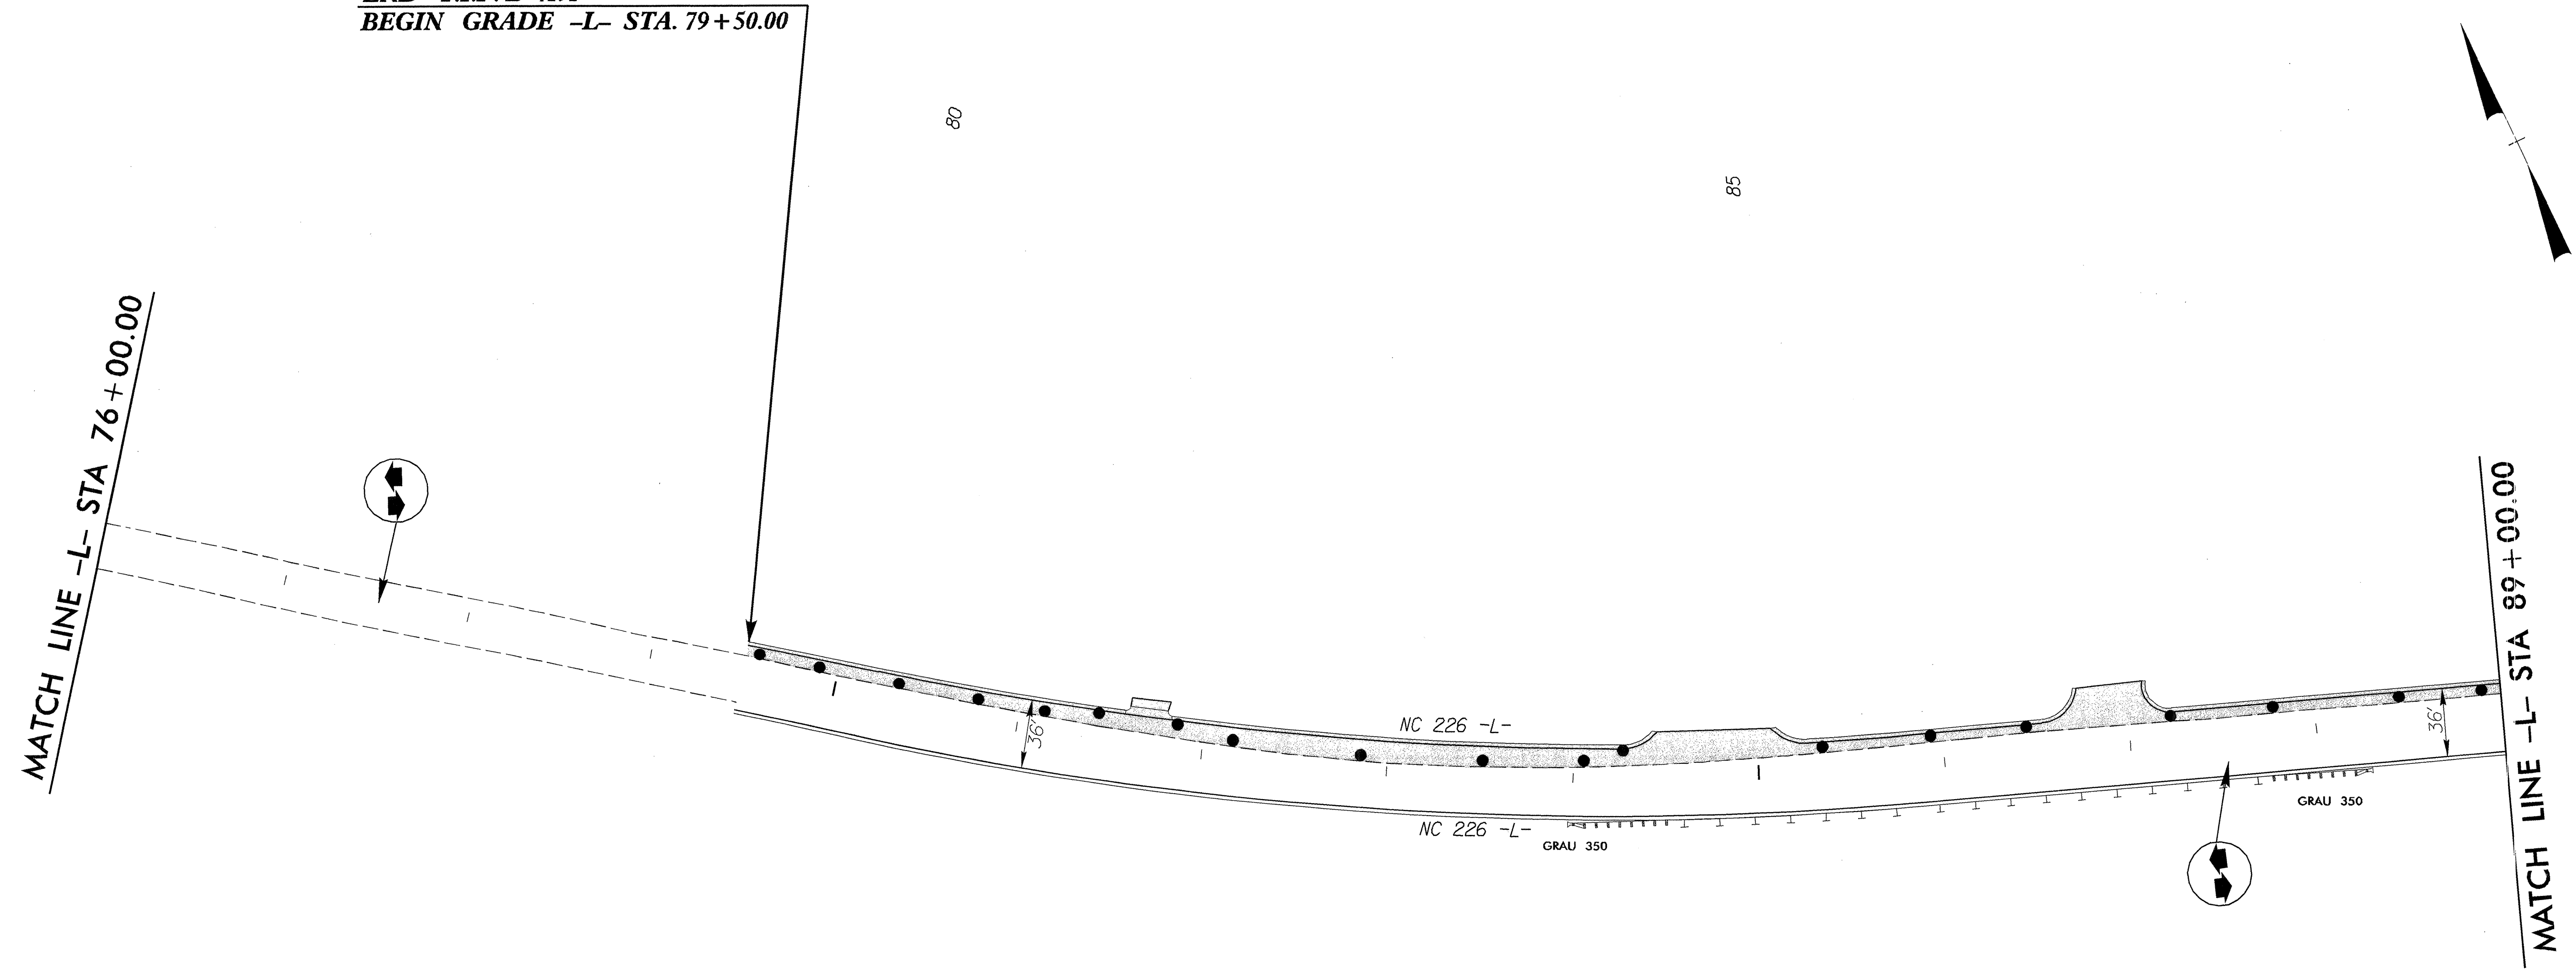 BEGIN GRADE -L- STA. 79+50.00
80
85
MATCH LINE -L- STA 76+00.00
MATCH LINE -L- STA 89+00.00
36'
NC 226 -L-
36'
NC 226 -L-
GRAU 350
GRAU 350